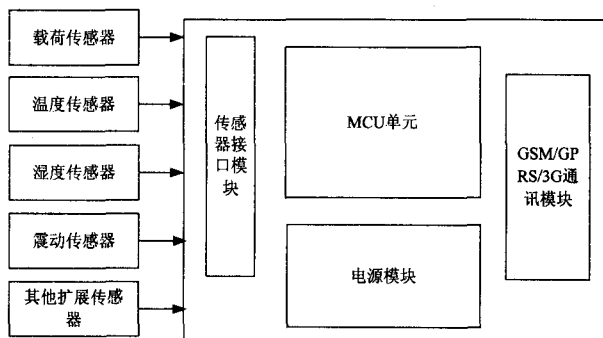 载荷传感器
温度传感器
湿度传感器
震动传感器
其他扩展传感
器
传感
器接
口模
块
MCU单元
电源模块
GSM/GP
RS/3G通
讯模块